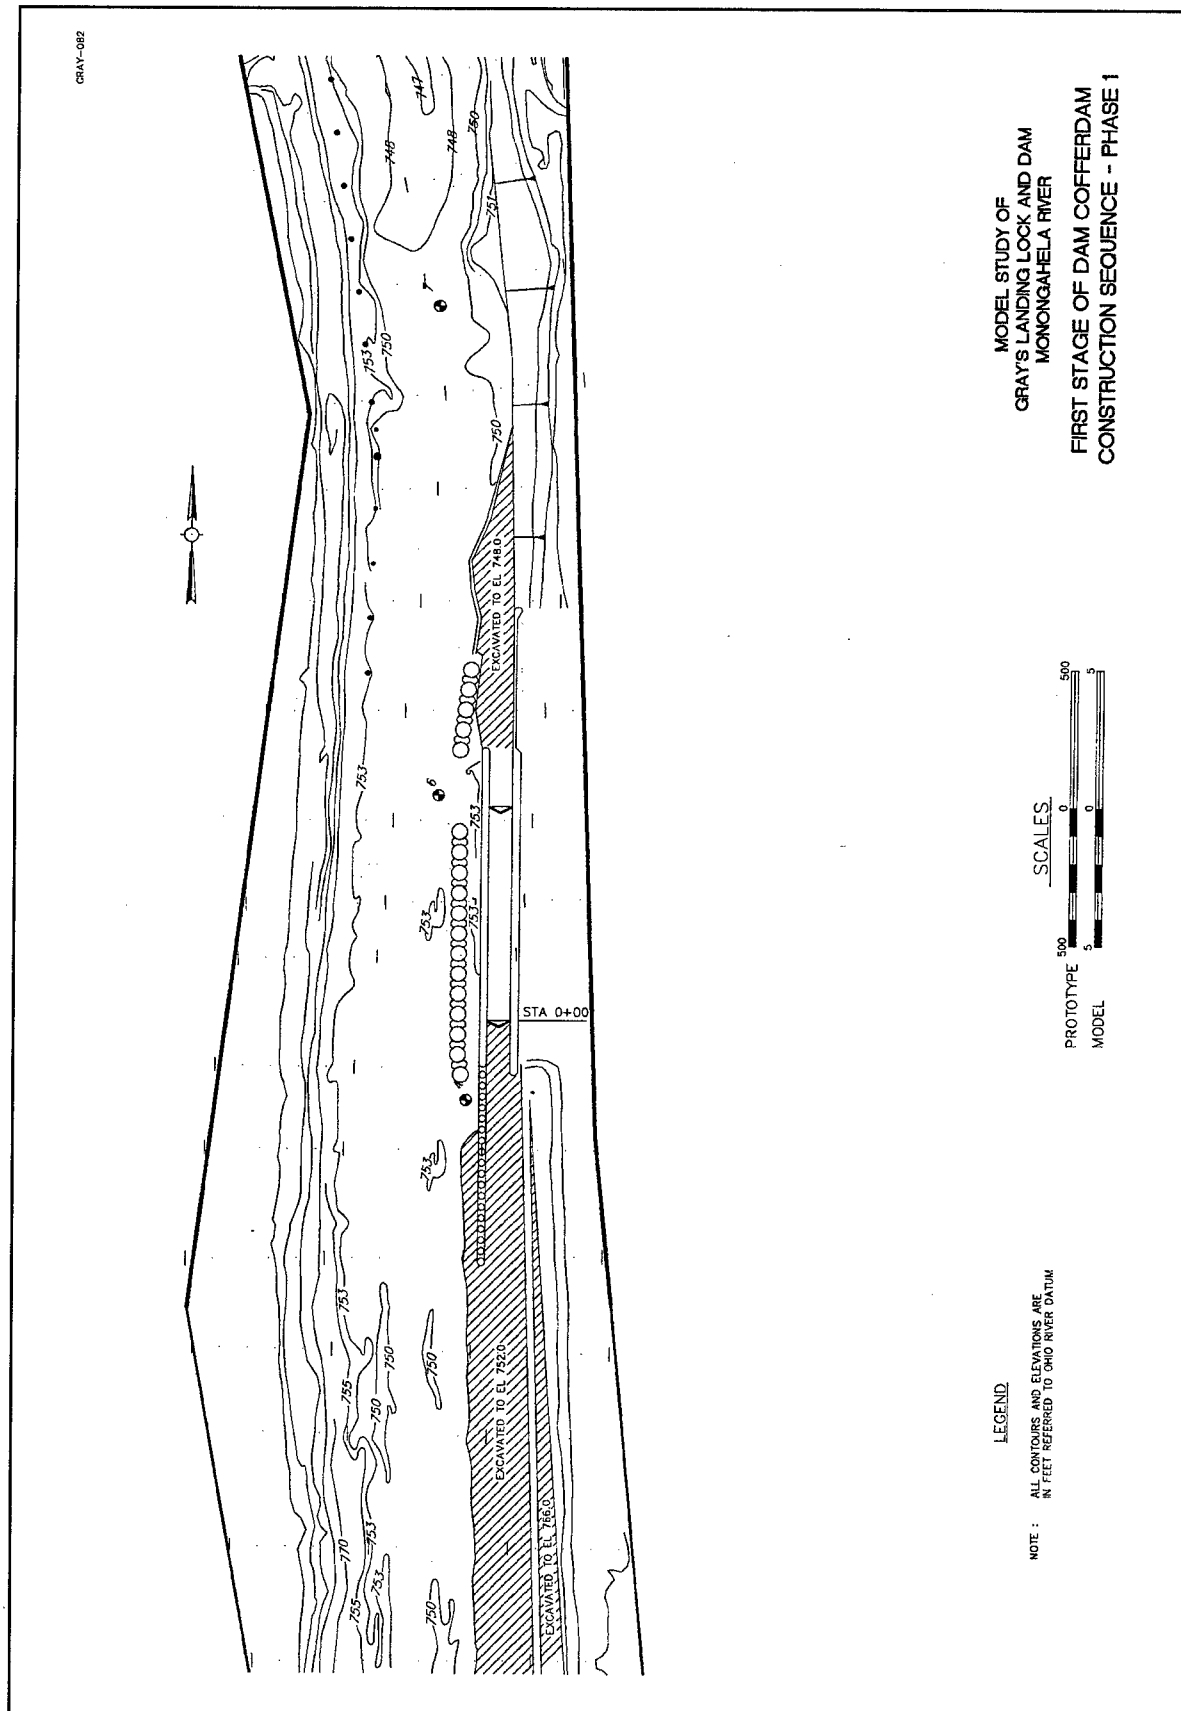 GRAY-082
747
748
748
750
751
7
753
750
750
EXCAVATED TO EL 748.0
753
6
753
753
753
STA 0+00
753
753
755
750
750
750
EXCAVATED TO EL 752.0
770
753
755
753
750
EXCAVATED TO EL 766.0
MODEL STUDY OF
GRAY'S LANDING LOCK AND DAM
MONONGAHELA RIVER
FIRST STAGE OF DAM COFFERDAM
CONSTRUCTION SEQUENCE - PHASE 1
SCALES
PROTOTYPE 500 0 500
MODEL 5 0 5
LEGEND
NOTE : ALL CONTOURS AND ELEVATIONS ARE
IN FEET REFERRED TO OHIO RIVER DATUM